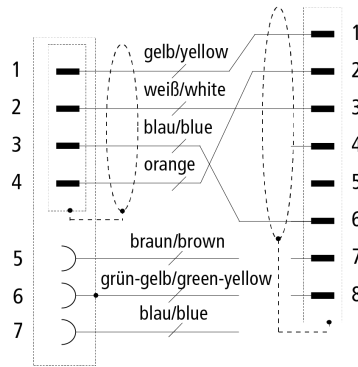 1 gelb/yellow 1
2 weiß/white 2
3 blau/blue 3
4 orange 4
5
6
5 braun/brown 7
6 grün-gelb/green-yellow 8
7 blau/blue